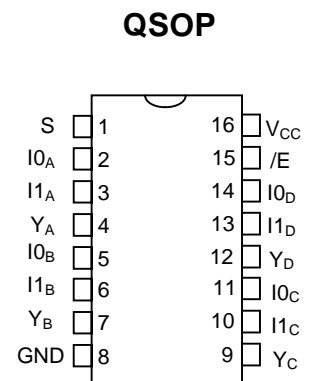 QSOP
S 1 16 VCC
I0A 2 15 /E
I1A 3 14 I0D
YA 4 13 I1D
I0B 5 12 YD
I1B 6 11 I0C
YB 7 10 I1C
GND 8 9 YC